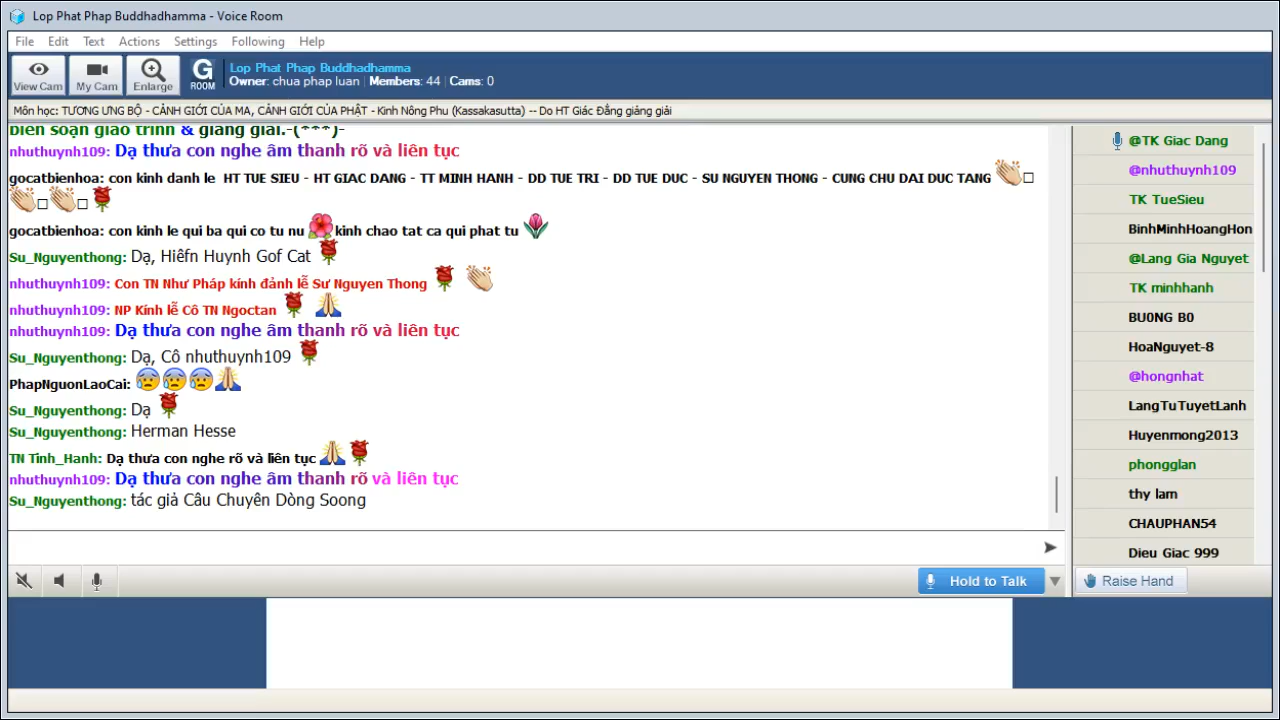 Lop Phat Phap Buddhadhamma - Voice Room
File Edit Text Actions Settings Following Help
View Cam My Cam Enlarge G ROOM
Lop Phat Phap Buddhadhamma
Owner: chua phap luan Members: 44 Cams: 0
Môn học: TƯƠNG ƯNG BỘ - CẢNH GIỚI CỦA MA, CẢNH GIỚI CỦA PHẬT - Kinh Nông Phu (Kassakasutta) -- Do HT Giác Đẳng giảng giải
biên soạn giáo trình & giảng giải.-(***)-
nhuthuynh109: Dạ thưa con nghe âm thanh rõ và liên tục
gocatbienhoa: con kinh danh le HT TUE SIEU - HT GIAC DANG - TT MINH HANH - DD TUE TRI - DD TUE DUC - SU NGUYEN THONG - CUNG CHU DAI DUC TANG
gocatbienhoa: con kinh le qui ba qui co tu nu kinh chao tat ca qui phat tu
Su_Nguyenthong: Dạ, Hiêfn Huynh Gof Cat
nhuthuynh109: Con TN Như Pháp kính đảnh lễ Sư Nguyen Thong
nhuthuynh109: NP Kính lễ Cô TN Ngoctan
nhuthuynh109: Dạ thưa con nghe âm thanh rõ và liên tục
Su_Nguyenthong: Dạ, Cô nhuthuynh109
PhapNguonLaoCai:
Su_Nguyenthong: Dạ
Su_Nguyenthong: Herman Hesse
TN Tinh_Hanh: Dạ thưa con nghe rõ và liên tục
nhuthuynh109: Dạ thưa con nghe âm thanh rõ và liên tục
Su_Nguyenthong: tác giả Câu Chuyên Dòng Soong
Hold to Talk
@TK Giac Dang
@nhuthuynh109
TK TueSieu
BinhMinhHoangHon
@Lang Gia Nguyet
TK minhhanh
BU0NG B0
HoaNguyet-8
@hongnhat
LangTuTuyetLanh
Huyenmong2013
phongglan
thy lam
CHAUPHAN54
Dieu Giac 999
Raise Hand